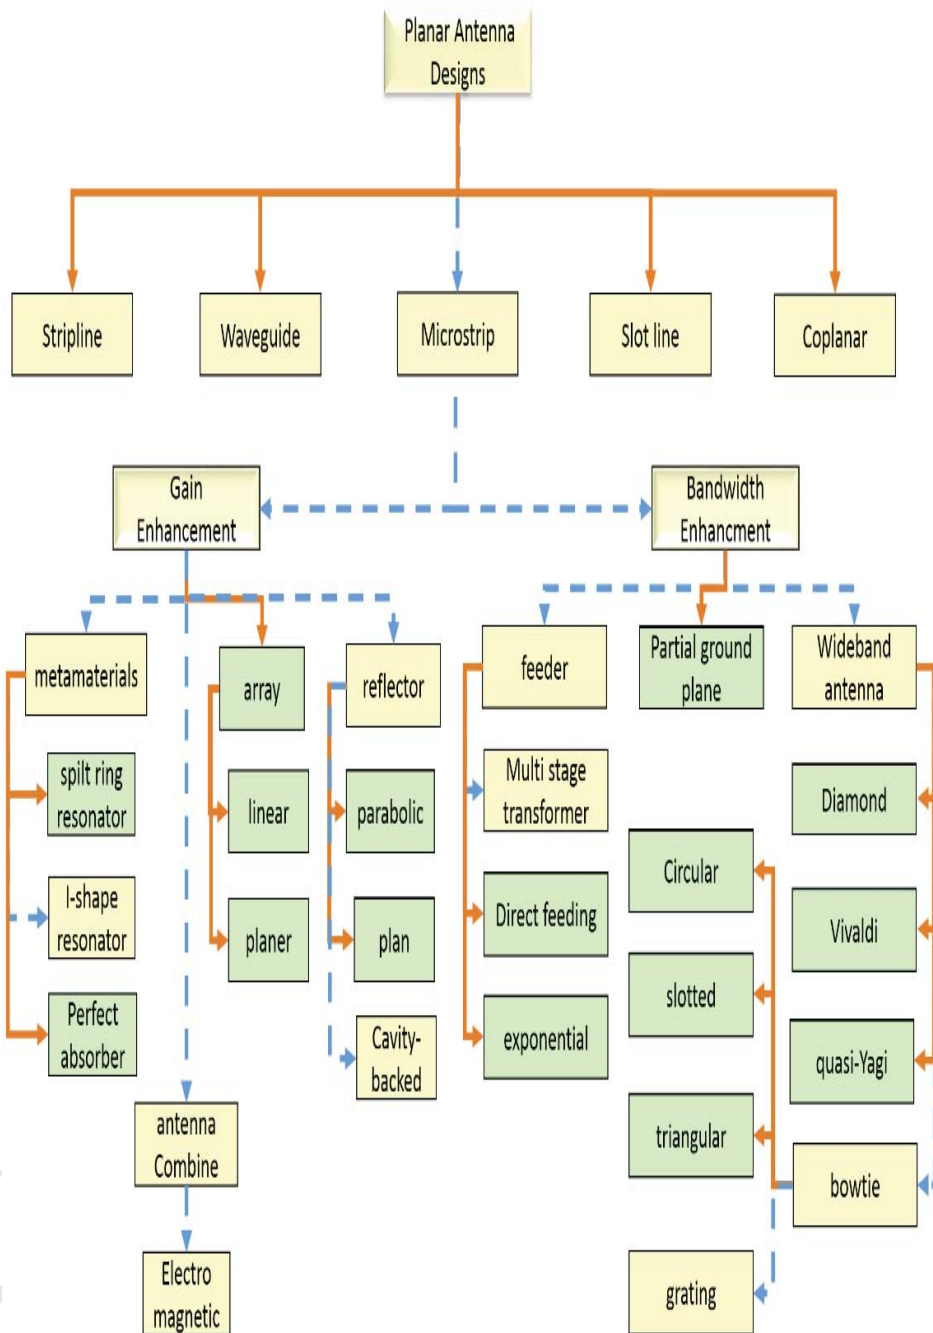 Planar Antenna
Designs
Stripline
Waveguide
Microstrip
Slot line
Coplanar
Gain
Enhancement
Bandwidth
Enhancment
metamaterials
spilt ring
resonator
I-shape
resonator
Perfect
absorber
antenna
Combine
Electro
magnetic
array
linear
planer
reflector
parabolic
plan
Cavity-
backed
feeder
Multi stage
transformer
Direct feeding
exponential
Partial ground
plane
Wideband
antenna
Diamond
Vivaldi
quasi-Yagi
bowtie
Circular
slotted
triangular
grating